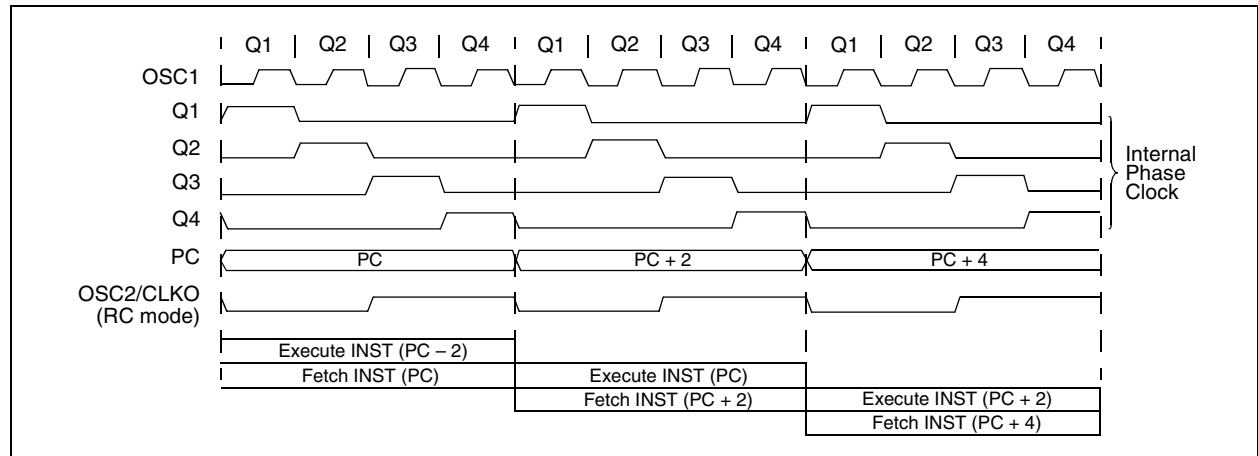 Q1 Q2 Q3 Q4 Q1 Q2 Q3 Q4 Q1 Q2 Q3 Q4
OSC1
Q1
Q2
Q3
Q4
Internal
Phase
Clock
PC PC PC + 2 PC + 4
OSC2/CLKO
(RC mode)
Execute INST (PC – 2)
Fetch INST (PC) Execute INST (PC)
Fetch INST (PC + 2) Execute INST (PC + 2)
Fetch INST (PC + 4)